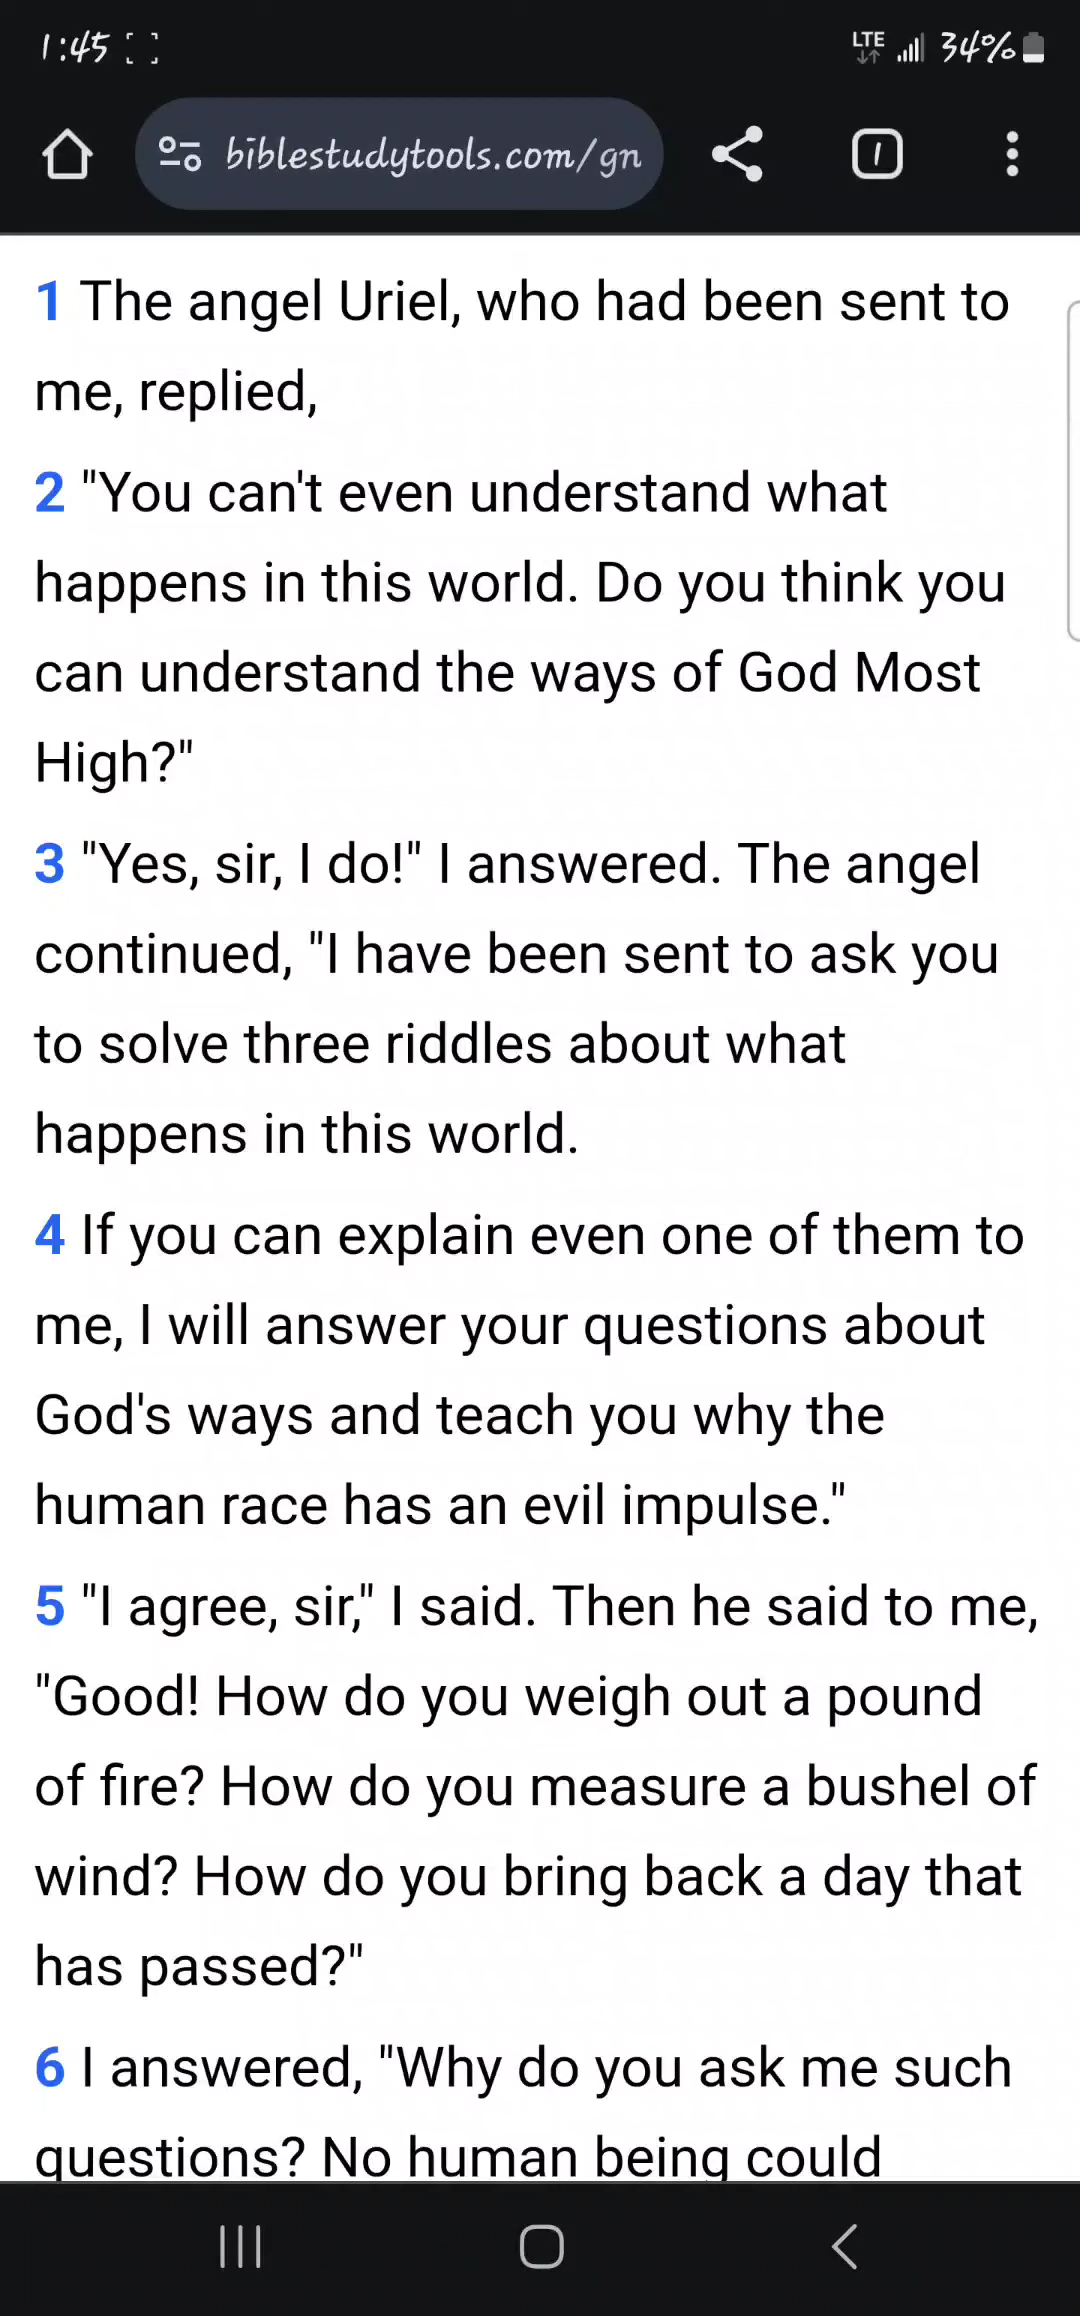 1:45
LTE 34%
biblestudytools.com/gn
1
1 The angel Uriel, who had been sent to
me, replied,
2 "You can't even understand what
happens in this world. Do you think you
can understand the ways of God Most
High?"
3 "Yes, sir, I do!" I answered. The angel
continued, "I have been sent to ask you
to solve three riddles about what
happens in this world.
4 If you can explain even one of them to
me, I will answer your questions about
God's ways and teach you why the
human race has an evil impulse."
5 "I agree, sir," I said. Then he said to me,
"Good! How do you weigh out a pound
of fire? How do you measure a bushel of
wind? How do you bring back a day that
has passed?"
6 I answered, "Why do you ask me such
questions? No human being could